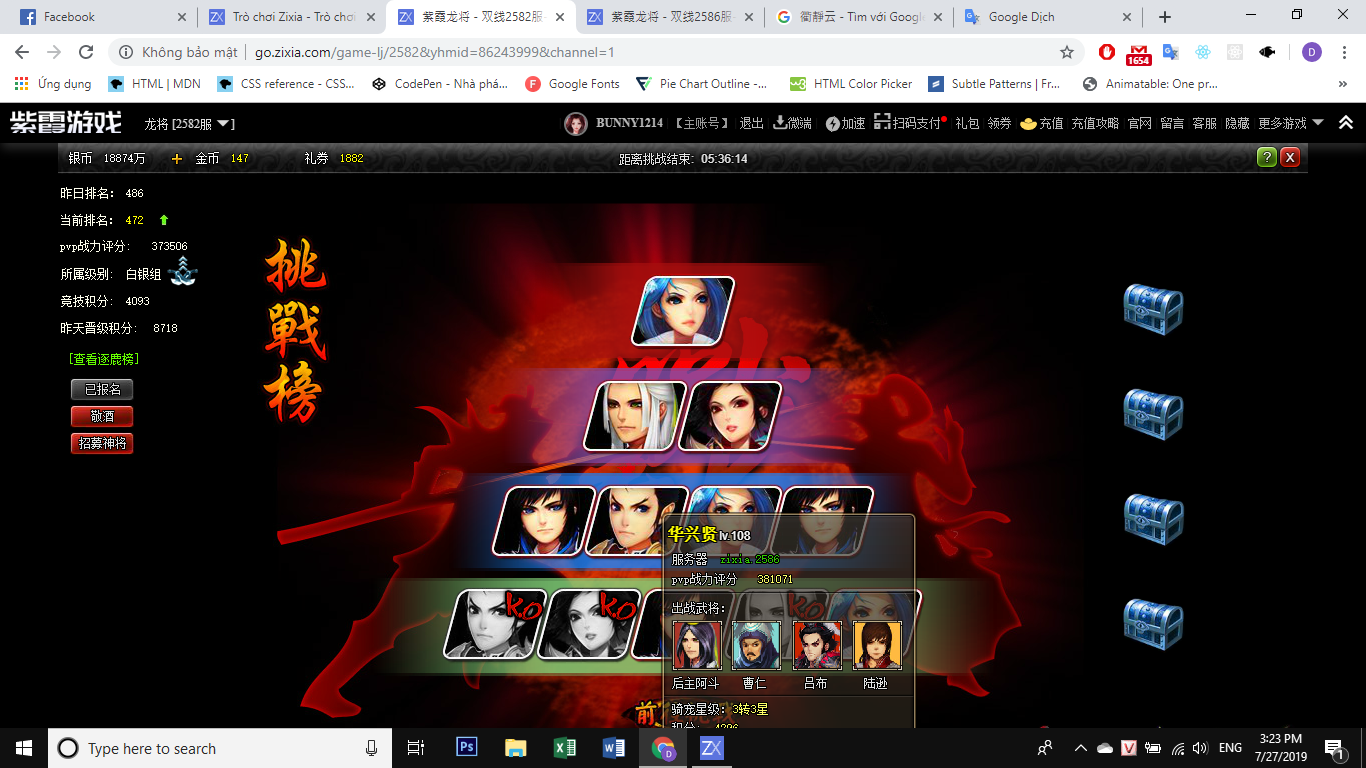 Facebook
Trò chơi Zixia - Trò chơi
紫霞龙将 - 双线2582服 -
紫霞龙将 - 双线2586服 -
衢靜云 - Tìm với Google
Google Dịch
Không bảo mật | go.zixia.com/game-lj/2582&yhmid=86243999&channel=1
1654
D
Ứng dụng
HTML | MDN
CSS reference - CSS...
CodePen - Nhà phá...
Google Fonts
Pie Chart Outline -...
HTML Color Picker
Subtle Patterns | Fr...
Animatable: One pr...
紫霞游戏
龙将 [2582服 ]
BUNNY1214 【主账号】 退出 微端 加速 扫码支付 礼包 领券 充值 充值攻略 官网 留言 客服 隐藏 更多游戏
银币 18874万 + 金币 147 礼券 1882
距离挑战结束: 05:36:14
? X
昨日排名: 486
当前排名: 472
pvp战力评分: 373506
所属级别: 白银组
竞技积分: 4093
昨天晋级积分: 8718
[查看逐鹿榜]
已报名
敬酒
招募神将
挑戰榜
华兴贤lv.108
服务器 zixia.2586
pvp战力评分 381071
出战武将:
后主阿斗 曹仁 吕布 陆逊
骑宠星级: 3转3星
K.O
K.O
K.O
前
Type here to search
Ps
ZX
ENG
3:23 PM
7/27/2019
1